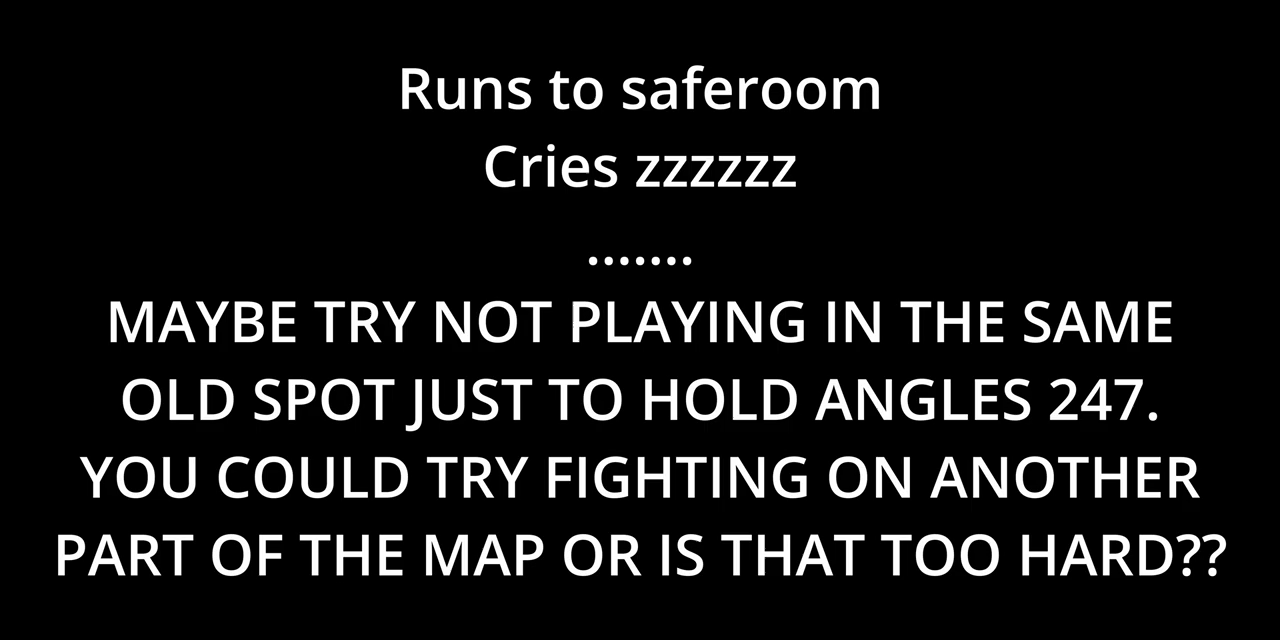 Runs to saferoom
Cries zzzzzz
.......
MAYBE TRY NOT PLAYING IN THE SAME
OLD SPOT JUST TO HOLD ANGLES 247.
YOU COULD TRY FIGHTING ON ANOTHER
PART OF THE MAP OR IS THAT TOO HARD??